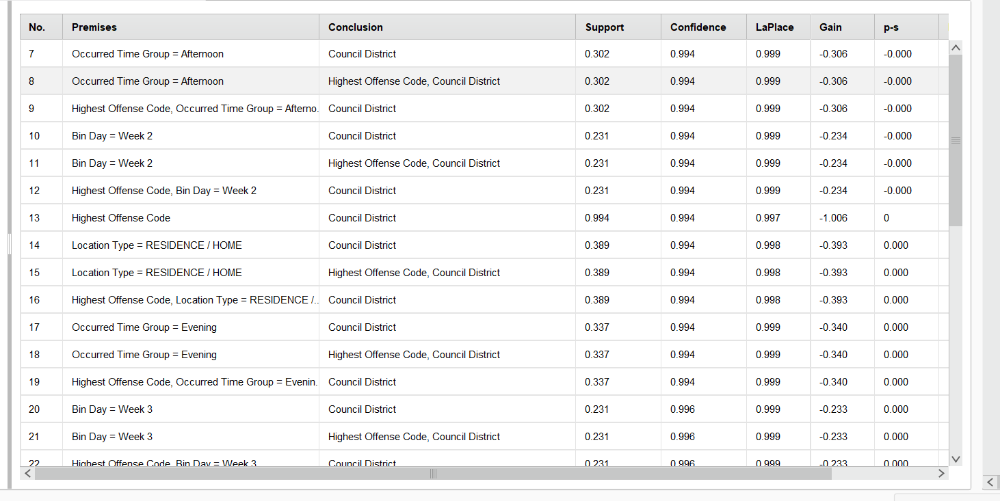 No. Premises Conclusion Support Confidence LaPlace Gain p-s
7 Occurred Time Group = Afternoon Council District 0.302 0.994 0.999 -0.306 -0.000
8 Occurred Time Group = Afternoon Highest Offense Code, Council District 0.302 0.994 0.999 -0.306 -0.000
9 Highest Offense Code, Occurred Time Group = Afterno. Council District 0.302 0.994 0.999 -0.306 -0.000
10 Bin Day = Week 2 Council District 0.231 0.994 0.999 -0.234 -0.000
11 Bin Day = Week 2 Highest Offense Code, Council District 0.231 0.994 0.999 -0.234 -0.000
12 Highest Offense Code, Bin Day = Week 2 Council District 0.231 0.994 0.999 -0.234 -0.000
13 Highest Offense Code Council District 0.994 0.994 0.997 -1.006 0
14 Location Type = RESIDENCE / HOME Council District 0.389 0.994 0.998 -0.393 0.000
15 Location Type = RESIDENCE / HOME Highest Offense Code, Council District 0.389 0.994 0.998 -0.393 0.000
16 Highest Offense Code, Location Type = RESIDENCE /.. Council District 0.389 0.994 0.998 -0.393 0.000
17 Occurred Time Group = Evening Council District 0.337 0.994 0.999 -0.340 0.000
18 Occurred Time Group = Evening Highest Offense Code, Council District 0.337 0.994 0.999 -0.340 0.000
19 Highest Offense Code, Occurred Time Group = Evenin. Council District 0.337 0.994 0.999 -0.340 0.000
20 Bin Day = Week 3 Council District 0.231 0.996 0.999 -0.233 0.000
21 Bin Day = Week 3 Highest Offense Code, Council District 0.231 0.996 0.999 -0.233 0.000
22 Highest Offense Code, Bin Day = Week 3 Council District 0.231 0.996 0.999 -0.233 0.000